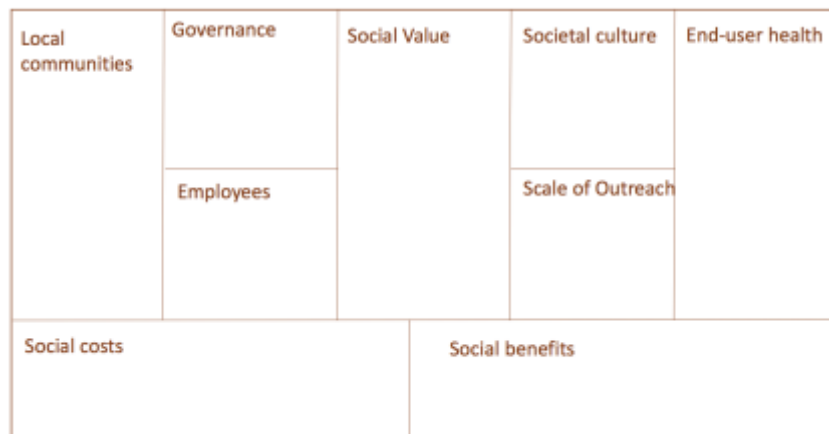 Local
communities
Governance
Employees
Social Value
Societal culture
Scale of Outreach
End-user health
Social costs
Social benefits